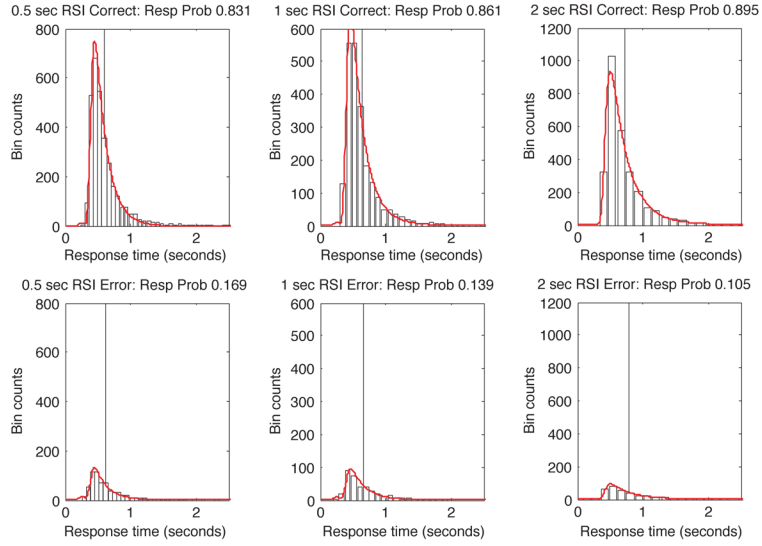 0.5 sec RSI Correct: Resp Prob 0.831
800
600
400
200
0
Bin counts
0 1 2
Response time (seconds)
1 sec RSI Correct: Resp Prob 0.861
600
500
400
300
200
100
0
Bin counts
0 1 2
Response time (seconds)
2 sec RSI Correct: Resp Prob 0.895
1200
1000
800
600
400
200
0
Bin counts
0 1 2
Response time (seconds)
0.5 sec RSI Error: Resp Prob 0.169
800
600
400
200
0
Bin counts
0 1 2
Response time (seconds)
1 sec RSI Error: Resp Prob 0.139
600
500
400
300
200
100
0
Bin counts
0 1 2
Response time (seconds)
2 sec RSI Error: Resp Prob 0.105
1200
1000
800
600
400
200
0
Bin counts
0 1 2
Response time (seconds)